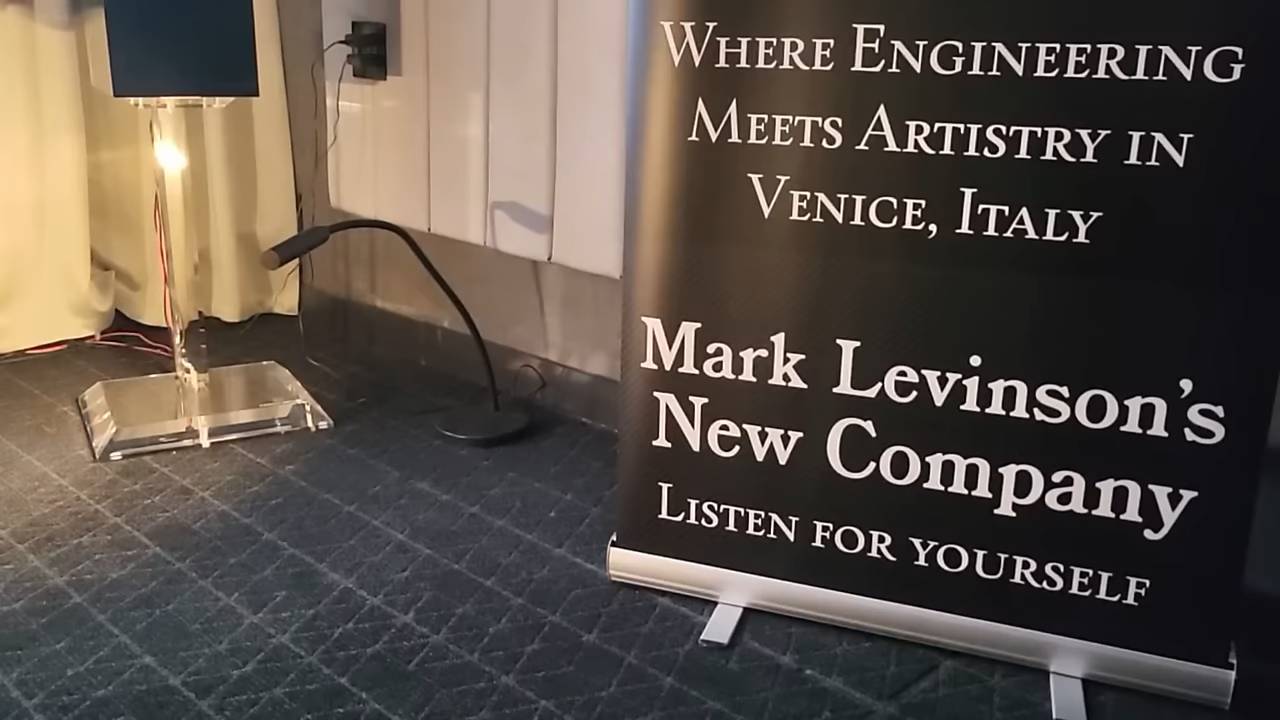 Where Engineering
Meets Artistry in
Venice, Italy
Mark Levinson's
New Company
Listen for yourself